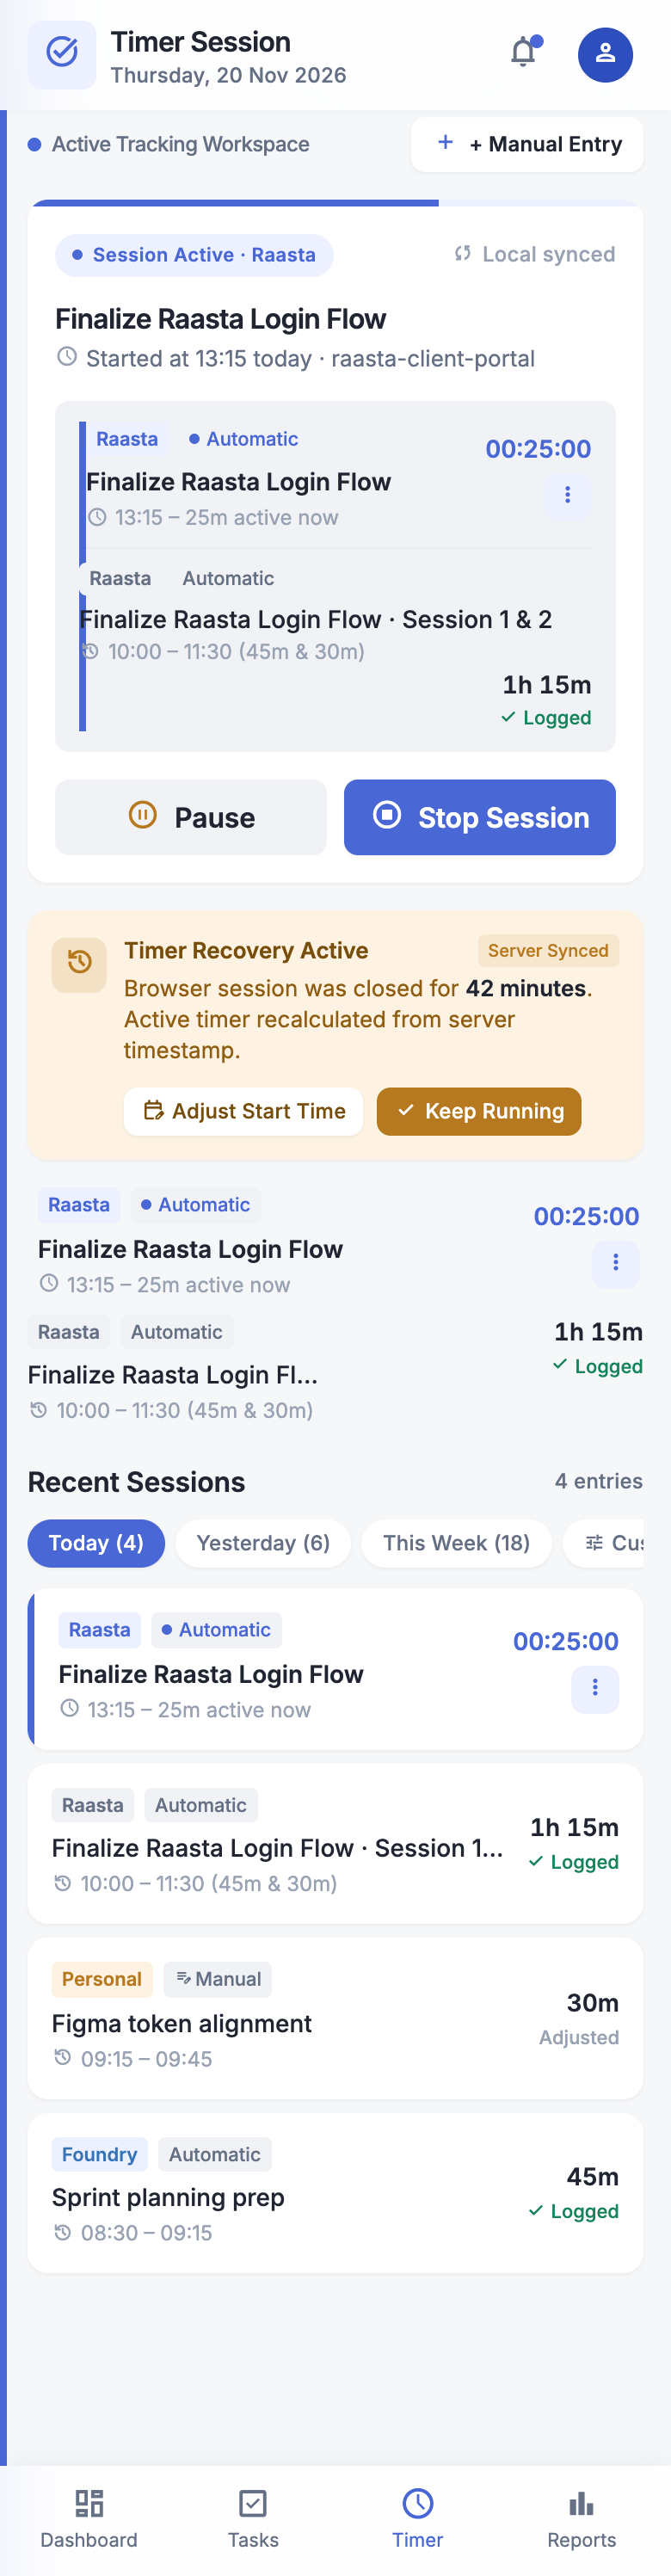 Timer Session
Thursday, 20 Nov 2026
Active Tracking Workspace
+ + Manual Entry
Session Active · Raasta
Local synced
Finalize Raasta Login Flow
Started at 13:15 today · raasta-client-portal
Raasta Automatic
00:25:00
Finalize Raasta Login Flow
13:15 – 25m active now
Raasta Automatic
Finalize Raasta Login Flow · Session 1 & 2
10:00 – 11:30 (45m & 30m)
1h 15m
Logged
Pause
Stop Session
Timer Recovery Active
Server Synced
Browser session was closed for 42 minutes.
Active timer recalculated from server
timestamp.
Adjust Start Time
Keep Running
Raasta Automatic
00:25:00
Finalize Raasta Login Flow
13:15 – 25m active now
Raasta Automatic
1h 15m
Finalize Raasta Login Fl...
Logged
10:00 – 11:30 (45m & 30m)
Recent Sessions
4 entries
Today (4)
Yesterday (6)
This Week (18)
Cus
Raasta Automatic
00:25:00
Finalize Raasta Login Flow
13:15 – 25m active now
Raasta Automatic
1h 15m
Finalize Raasta Login Flow · Session 1...
Logged
10:00 – 11:30 (45m & 30m)
Personal Manual
30m
Figma token alignment
Adjusted
09:15 – 09:45
Foundry Automatic
45m
Sprint planning prep
Logged
08:30 – 09:15
Dashboard
Tasks
Timer
Reports